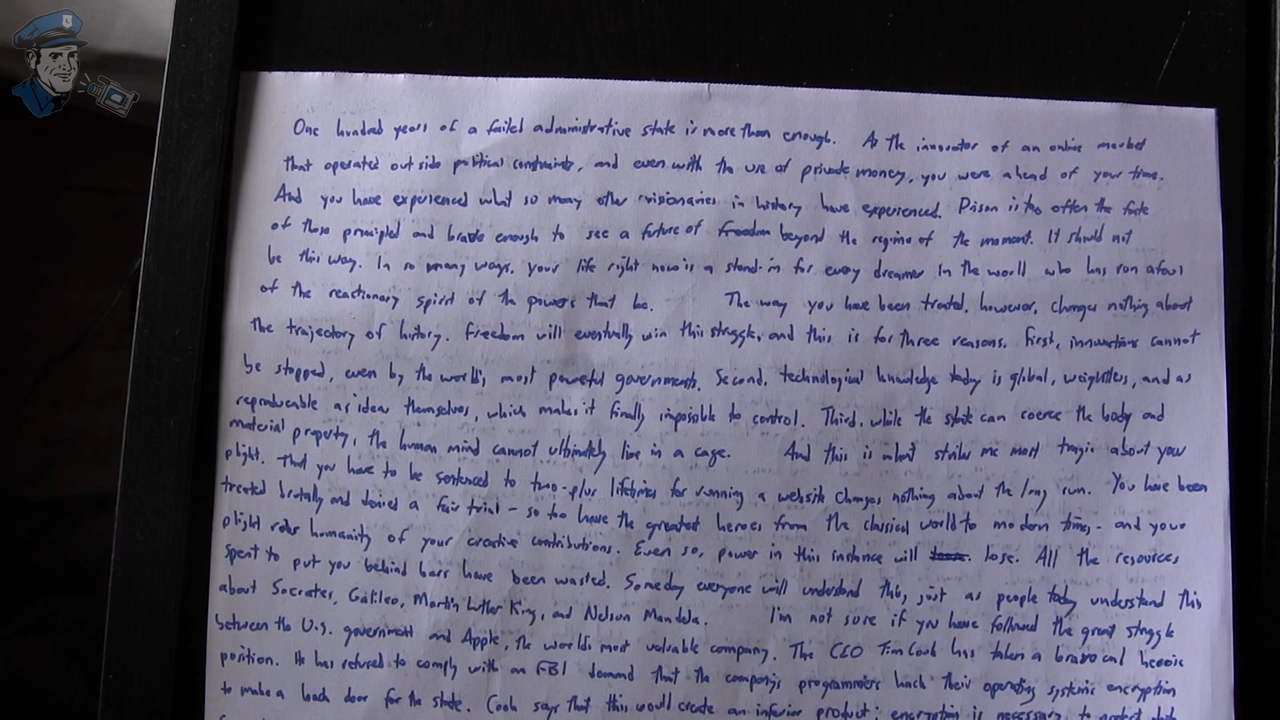 One hundred years of a failed administrative state is more than enough. As the innovator of an online market
that operated outside political constraints, and even with the use of private money, you were ahead of your time.
And you have experienced what so many other visionaries in history have experienced. Prison is too often the fate
of those principled and brave enough to see a future of freedom beyond the regime of the moment. It should not
be this way. In so many ways, your life right now is a stand-in for every dreamer in the world who has run afoul
of the reactionary spirit of the powers that be. The way you have been treated, however, changes nothing about
the trajectory of history. Freedom will eventually win this struggle, and this is for three reasons. First, innovations cannot
be stopped, even by the world's most powerful governments. Second, technological knowledge today is global, weightless, and as
reproducable as ideas themselves, which makes it finally impossible to control. Third, while the state can coerce the body and
material property, the human mind cannot ultimately live in a cage. And this is what strikes me most tragic about your
plight. That you have to be sentenced to two-plus lifetimes for running a website changes nothing about the long run. You have been
treated brutally and denied a fair trial - so too have the greatest heroes from the classical world to modern times - and your
plight robs humanity of your creative contributions. Even so, power in this instance will lose. All the resources
spent to put you behind bars have been wasted. Someday everyone will understand this, just as people today understand this
about Socrates, Galileo, Martin Luther King, and Nelson Mandela. I'm not sure if you have followed the great struggle
between the U.S. government and Apple, the world's most valuable company. The CEO Tim Cook has taken a brave and heroic
position. He has refused to comply with an FBI demand that the company's programmers hack their operating system's encryption
to make a back door for the state. Cook says that this would create an inferior product; encryption is necessary to protect